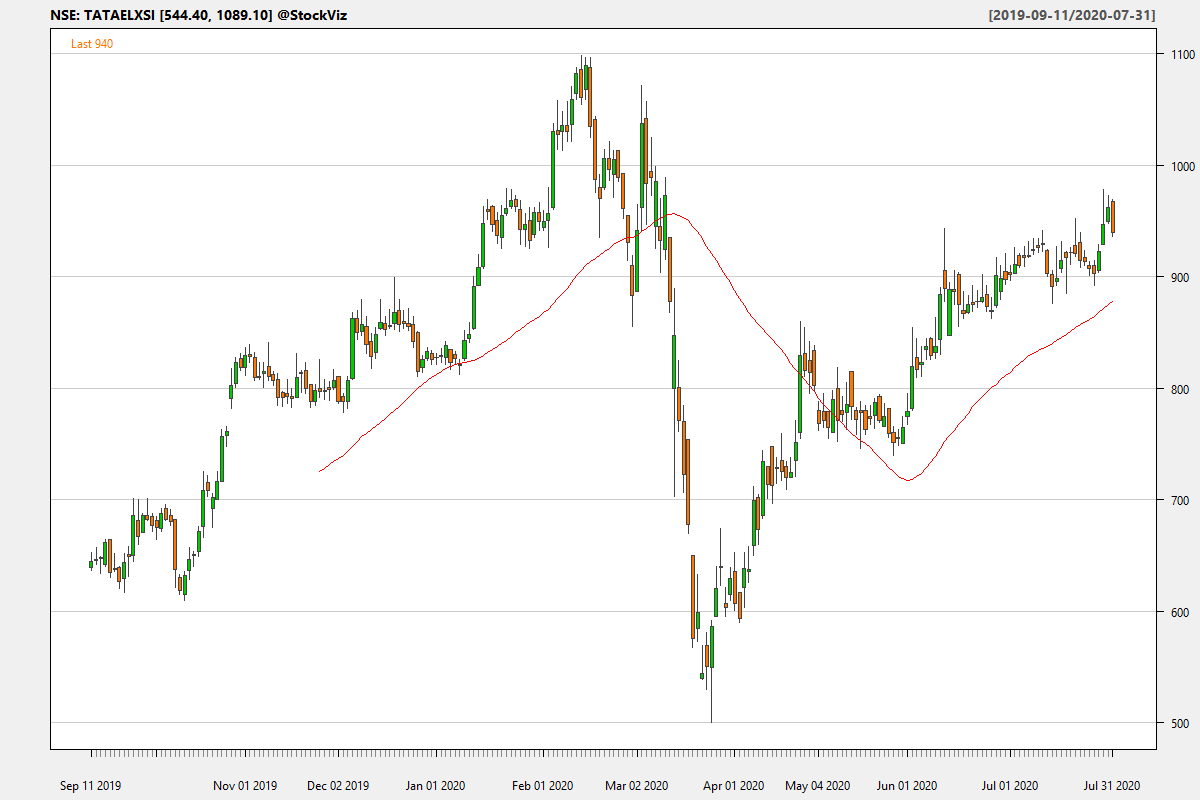 NSE: TATAELXSI [544.40, 1089.10] @StockViz [2019-09-11/2020-07-31]
Last 940
1100
1000
900
800
700
600
500
Sep 11 2019 Nov 01 2019 Dec 02 2019 Jan 01 2020 Feb 01 2020 Mar 02 2020 Apr 01 2020 May 04 2020 Jun 01 2020 Jul 01 2020 Jul 31 2020